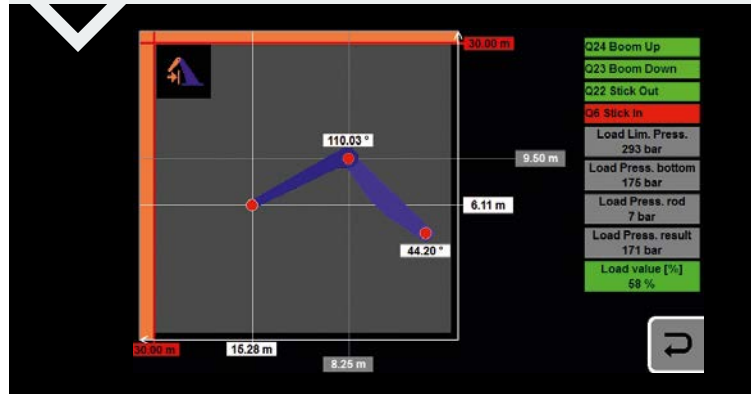 30.00 m
Q24 Boom Up
Q23 Boom Down
Q22 Stick Out
Q6 Stick In
Load Lim. Press.
293 bar
Load Press. bottom
175 bar
Load Press. rod
7 bar
Load Press. result
171 bar
Load value [%]
58 %
110.03 °
9.50 m
6.11 m
44.20 °
30.00 m
15.28 m
8.25 m